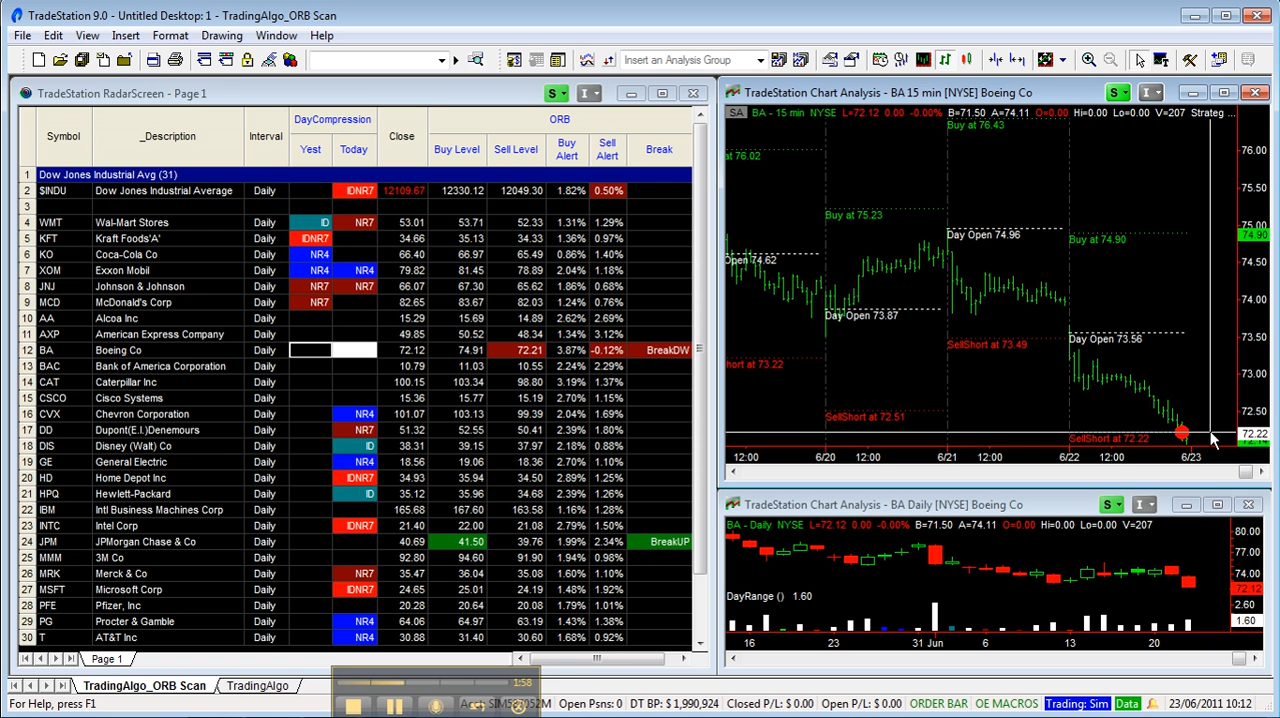 TradeStation 9.0 - Untitled Desktop: 1 - TradingAlgo_ORB Scan
File Edit View Insert Format Drawing Window Help
Insert an Analysis Group
TradeStation RadarScreen - Page 1
S I
DayCompression ORB
Symbol _Description Interval Yest Today Close Buy Level Sell Level Buy Alert Sell Alert Break
1 Dow Jones Industrial Avg (31)
2 $INDU Dow Jones Industrial Average Daily IDNR7 12109.67 12330.12 12049.30 1.82% 0.50%
3
4 WMT Wal-Mart Stores Daily ID NR7 53.01 53.71 52.33 1.31% 1.29%
5 KFT Kraft Foods'A' Daily IDNR7 34.66 35.13 34.33 1.36% 0.97%
6 KO Coca-Cola Co Daily NR4 66.40 66.97 65.49 0.86% 1.40%
7 XOM Exxon Mobil Daily NR4 NR4 79.82 81.45 78.89 2.04% 1.18%
8 JNJ Johnson & Johnson Daily NR7 NR7 66.07 67.30 65.62 1.86% 0.68%
9 MCD McDonald's Corp Daily NR7 82.65 83.67 82.03 1.24% 0.76%
10 AA Alcoa Inc Daily 15.29 15.69 14.89 2.62% 2.69%
11 AXP American Express Company Daily 49.85 50.52 48.34 1.34% 3.12%
12 BA Boeing Co Daily 72.12 74.91 72.21 3.87% -0.12% BreakDW
13 BAC Bank of America Corporation Daily 10.79 11.03 10.55 2.24% 2.29%
14 CAT Caterpillar Inc Daily 100.15 103.34 98.80 3.19% 1.37%
15 CSCO Cisco Systems Daily 15.36 15.77 15.19 2.70% 1.15%
16 CVX Chevron Corporation Daily NR4 101.07 103.13 99.39 2.04% 1.69%
17 DD Dupont(E.I.)Denemours Daily NR7 51.32 52.55 50.41 2.39% 1.80%
18 DIS Disney (Walt) Co Daily ID 38.31 39.15 37.97 2.18% 0.88%
19 GE General Electric Daily NR4 18.56 19.06 18.36 2.70% 1.10%
20 HD Home Depot Inc Daily IDNR7 34.93 35.94 34.50 2.89% 1.25%
21 HPQ Hewlett-Packard Daily ID 35.12 35.96 34.68 2.39% 1.26%
22 IBM Intl Business Machines Corp Daily 165.68 167.60 163.58 1.16% 1.28%
23 INTC Intel Corp Daily IDNR7 21.40 22.00 21.08 2.79% 1.50%
24 JPM JPMorgan Chase & Co Daily 40.69 41.50 39.76 1.99% 2.34% BreakUP
25 MMM 3M Co Daily 92.80 94.60 91.90 1.94% 0.98%
26 MRK Merck & Co Daily NR7 35.47 36.04 35.08 1.60% 1.10%
27 MSFT Microsoft Corp Daily IDNR7 24.65 25.01 24.19 1.48% 1.92%
28 PFE Pfizer, Inc Daily 20.28 20.64 20.08 1.79% 1.01%
29 PG Procter & Gamble Daily NR4 64.06 64.97 63.19 1.43% 1.38%
30 T AT&T Inc Daily NR4 30.88 31.40 30.60 1.68% 0.92%
Page 1
TradeStation Chart Analysis - BA 15 min [NYSE] Boeing Co
S I
SA BA - 15 min NYSE L=72.12 0.00 -0.00% B=71.50 A=74.11 O=0.00 Hi=0.00 Lo=0.00 V=207 Strateg ...
Buy at 76.43
at 76.02
76.00
75.50
Buy at 75.23
75.00
Day Open 74.96
Buy at 74.90
74.90
Open 74.62
74.50
74.00
Day Open 73.87
73.50
Day Open 73.56
SellShort at 73.49
hort at 73.22
73.00
72.50
SellShort at 72.51
SellShort at 72.22
72.22
12:00 6/20 12:00 6/21 12:00 6/22 12:00 6/23
TradeStation Chart Analysis - BA Daily [NYSE] Boeing Co
S I
BA - Daily NYSE L=72.12 0.00 -0.00% B=71.50 A=74.11 O=0.00 Hi=0.00 Lo=0.00 V=207
80.00
77.00
74.00
72.12
DayRange () 1.60
2.60
1.60
16 23 31 Jun 6 13 20
TradingAlgo_ORB Scan TradingAlgo
1:58
For Help, press F1 Open Posns: 0 DT BP: $ 1,990,924 Closed P/L: $ 0.00 Open P/L: $ 0.00 ORDER BAR OE MACROS Trading: Sim Data 23/06/2011 10:12